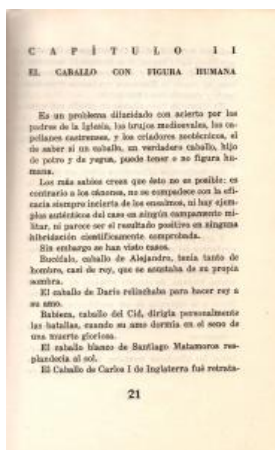 CAPÍTULO II
EL CABALLO CON FIGURA HUMANA
Es un problema dilucidado con acierto por los
padres de la Iglesia, los brujos medioevales, los ca-
pellanes castrenses, y los criadores zootécnicos, el
de saber si un caballo, un verdadero caballo, hijo
de potro y de yegua, puede tener o no figura hu-
mana.
Los más sabios creen que ésto no es posible: es
contrario a los cánones, no se compadece con la efi-
cacia siempre incierta de los ensalmos, ni hay ejem-
plos auténticos del caso en ningún campamento mi-
litar, ni parece ser el resultado positivo en ninguna
hibridación científicamente comprobada.
Sin embargo se han visto casos.
Bucéfalo, caballo de Alejandro, tenía tanto de
hombre, casi de rey, que se asustaba de su propia
sombra.
El caballo de Darío relinchaba para hacer rey a
su amo.
Babieca, caballo del Cid, dirigía personalmente
las batallas, cuando su amo dormía en el seno de
una muerte gloriosa.
El caballo blanco de Santiago Matamoros res-
plandecía al sol.
El Caballo de Carlos I de Inglaterra fué retrata-
21